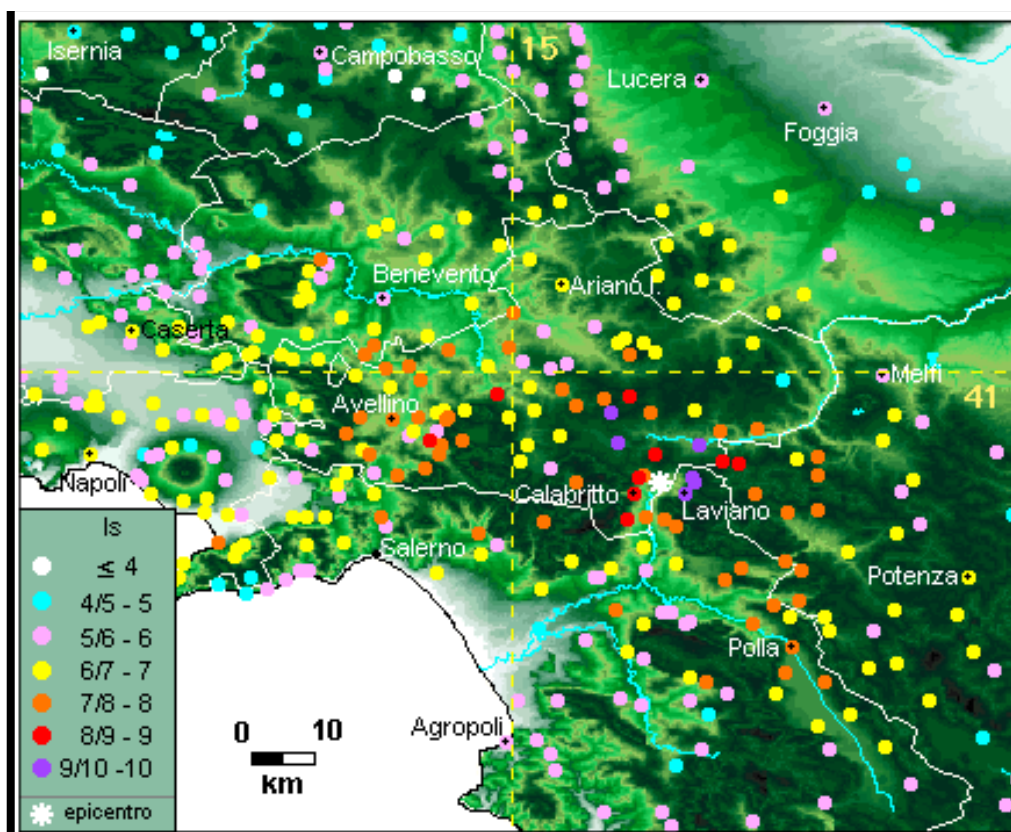 Isernia
Campobasso
15
Lucera
Foggia
Benevento
Ariano I.
Caserta
Melfi
41
Avellino
Napoli
Calabritto
Laviano
Salerno
Potenza
Polla
Agropoli
Is
≤ 4
4/5 - 5
5/6 - 6
6/7 - 7
7/8 - 8
8/9 - 9
9/10 -10
epicentro
0 10
km